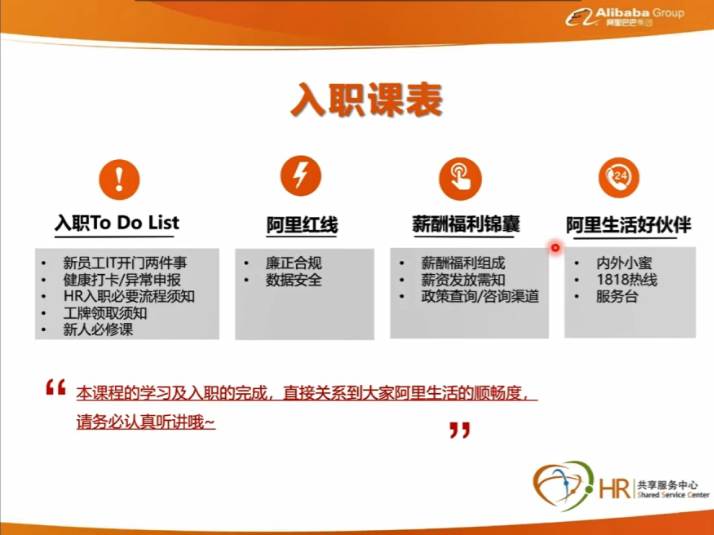 Alibaba Group
阿里巴巴集团
入职课表
入职To Do List
• 新员工IT开门两件事
• 健康打卡/异常申报
• HR入职必要流程须知
• 工牌领取须知
• 新人必修课
阿里红线
• 廉正合规
• 数据安全
薪酬福利锦囊
• 薪酬福利组成
• 薪资发放需知
• 政策查询/咨询渠道
24
阿里生活好伙伴
• 内外小蜜
• 1818热线
• 服务台
“本课程的学习及入职的完成，直接关系到大家阿里生活的顺畅度，
请务必认真听讲哦~”
HR 共享服务中心
Shared Service Center